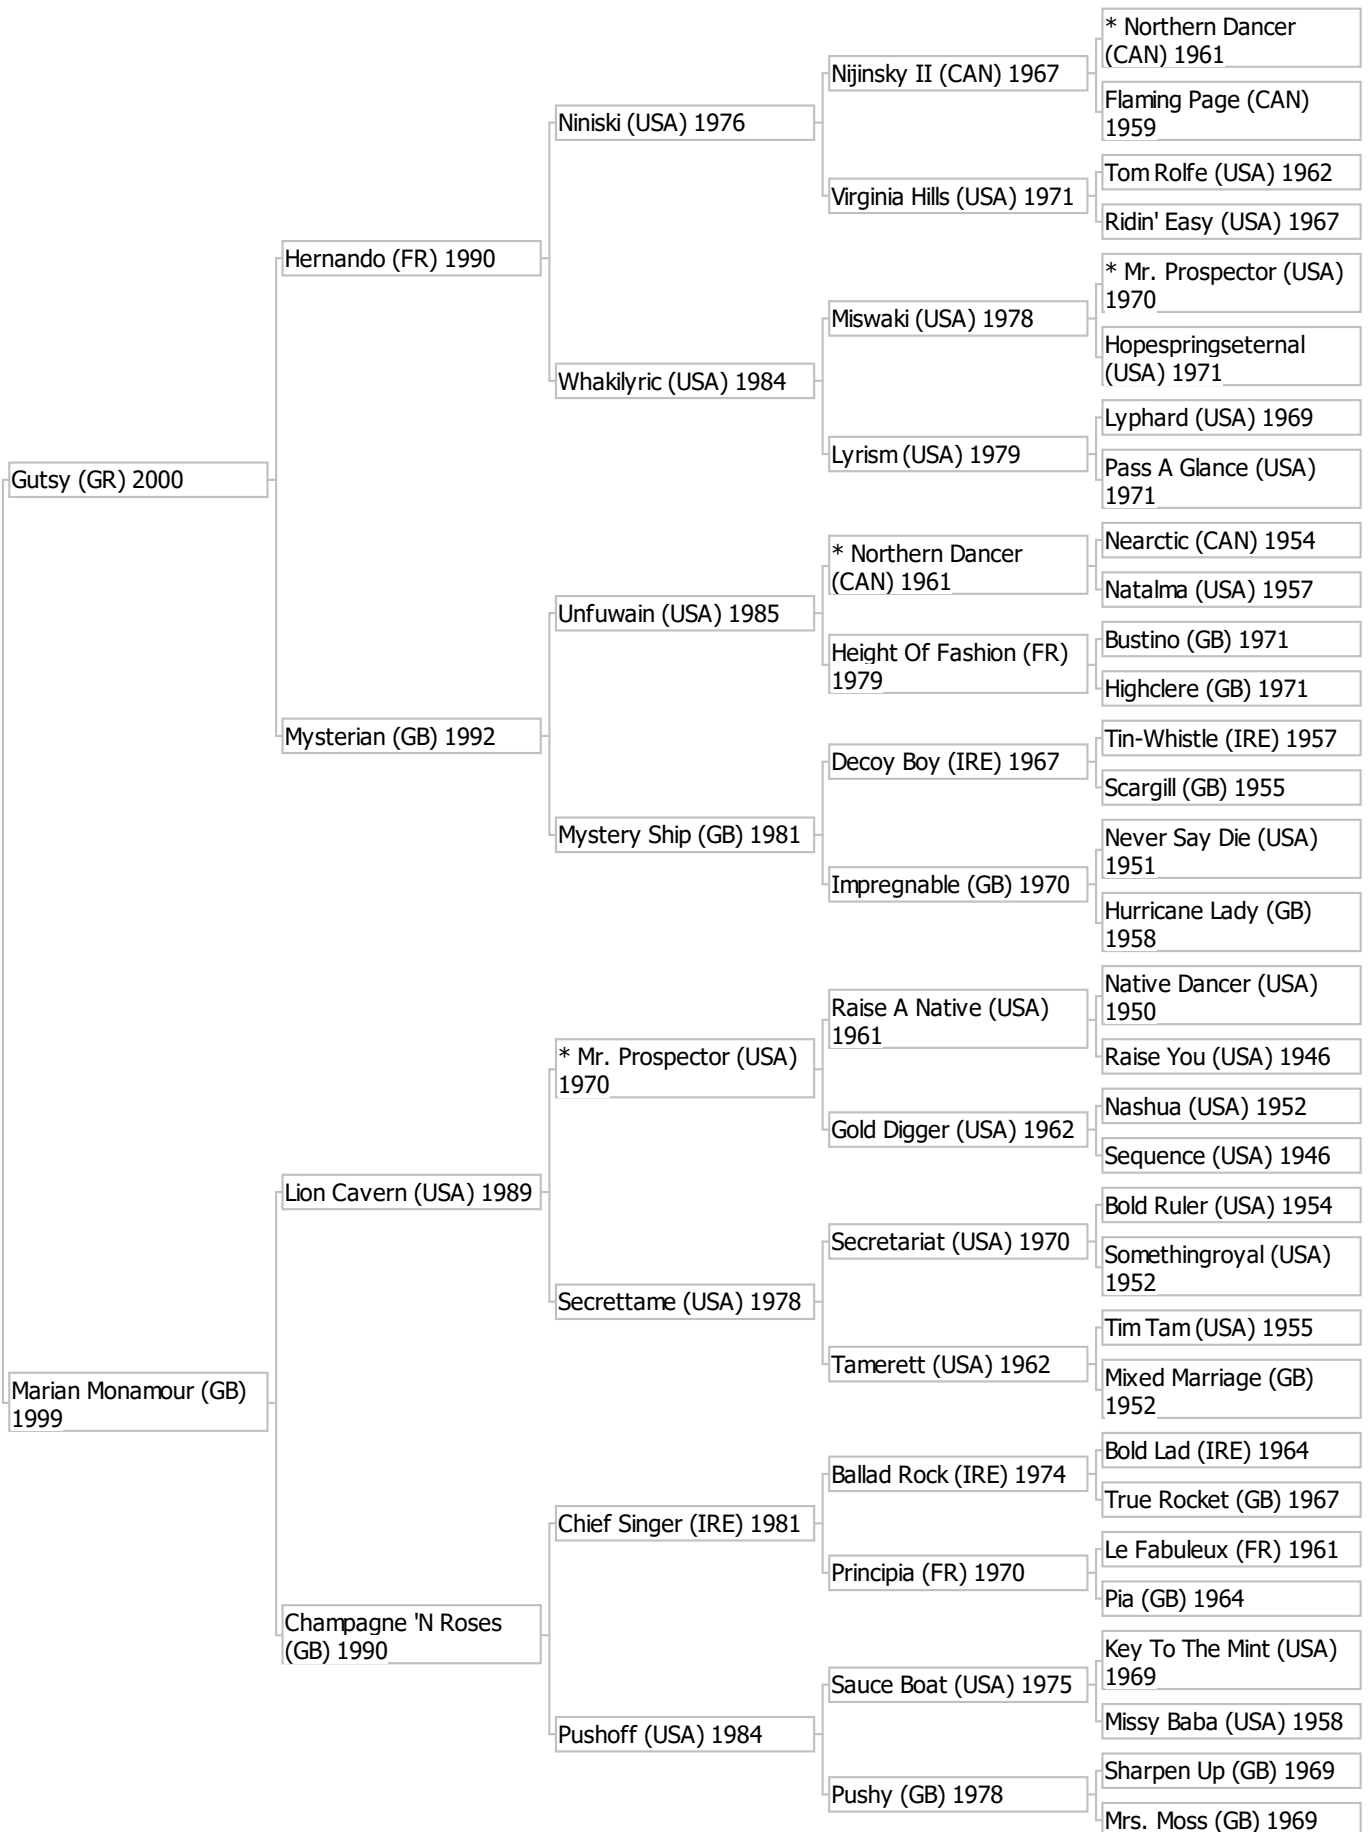 * Northern Dancer
(CAN) 1961
Nijinsky II (CAN) 1967
Flaming Page (CAN)
1959
Niniski (USA) 1976
Tom Rolfe (USA) 1962
Virginia Hills (USA) 1971
Ridin' Easy (USA) 1967
Hernando (FR) 1990
* Mr. Prospector (USA)
1970
Miswaki (USA) 1978
Hopespringseternal
(USA) 1971
Whakilyric (USA) 1984
Lyphard (USA) 1969
Lyrism (USA) 1979
Pass A Glance (USA)
1971
Gutsy (GR) 2000
Nearctic (CAN) 1954
* Northern Dancer
(CAN) 1961
Natalma (USA) 1957
Unfuwain (USA) 1985
Bustino (GB) 1971
Height Of Fashion (FR)
1979
Highclere (GB) 1971
Mysterian (GB) 1992
Tin-Whistle (IRE) 1957
Decoy Boy (IRE) 1967
Scargill (GB) 1955
Mystery Ship (GB) 1981
Never Say Die (USA)
1951
Impregnable (GB) 1970
Hurricane Lady (GB)
1958
Native Dancer (USA)
1950
Raise A Native (USA)
1961
Raise You (USA) 1946
* Mr. Prospector (USA)
1970
Nashua (USA) 1952
Gold Digger (USA) 1962
Sequence (USA) 1946
Lion Cavern (USA) 1989
Bold Ruler (USA) 1954
Secretariat (USA) 1970
Somethingroyal (USA)
1952
Secrettame (USA) 1978
Tim Tam (USA) 1955
Tamerett (USA) 1962
Mixed Marriage (GB)
1952
Marian Monamour (GB)
1999
Bold Lad (IRE) 1964
Ballad Rock (IRE) 1974
True Rocket (GB) 1967
Chief Singer (IRE) 1981
Le Fabuleux (FR) 1961
Principia (FR) 1970
Pia (GB) 1964
Champagne 'N Roses
(GB) 1990
Key To The Mint (USA)
1969
Sauce Boat (USA) 1975
Missy Baba (USA) 1958
Pushoff (USA) 1984
Sharpen Up (GB) 1969
Pushy (GB) 1978
Mrs. Moss (GB) 1969